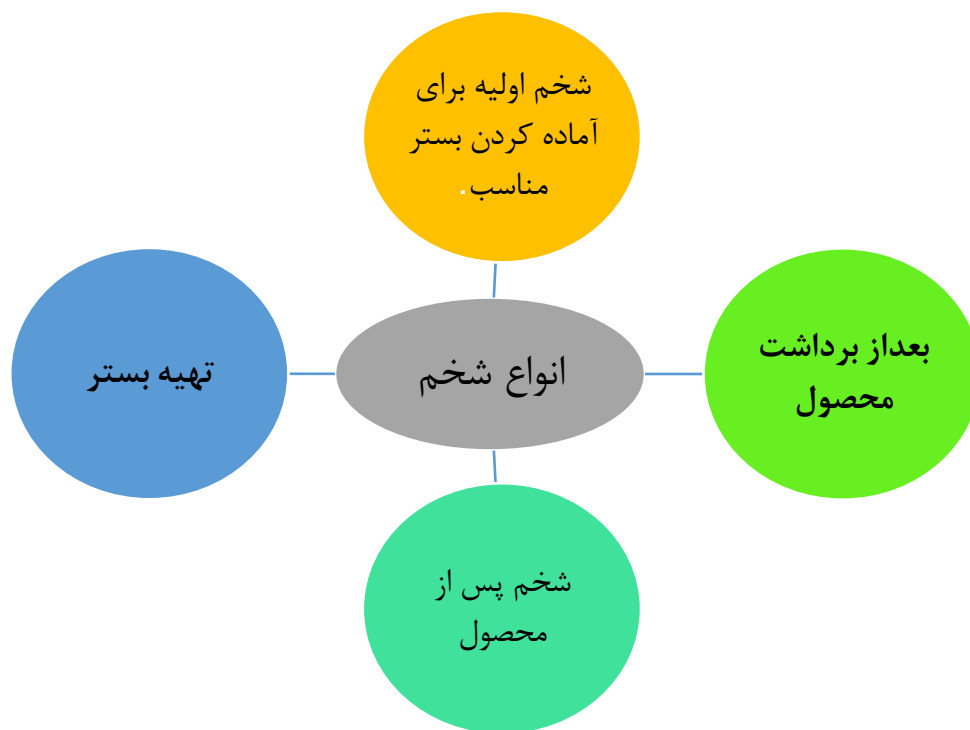 شخم اولیه برای
آماده کردن بستر
مناسب.
بعداز برداشت
محصول
انواع شخم
تهیه بستر
شخم پس از
محصول